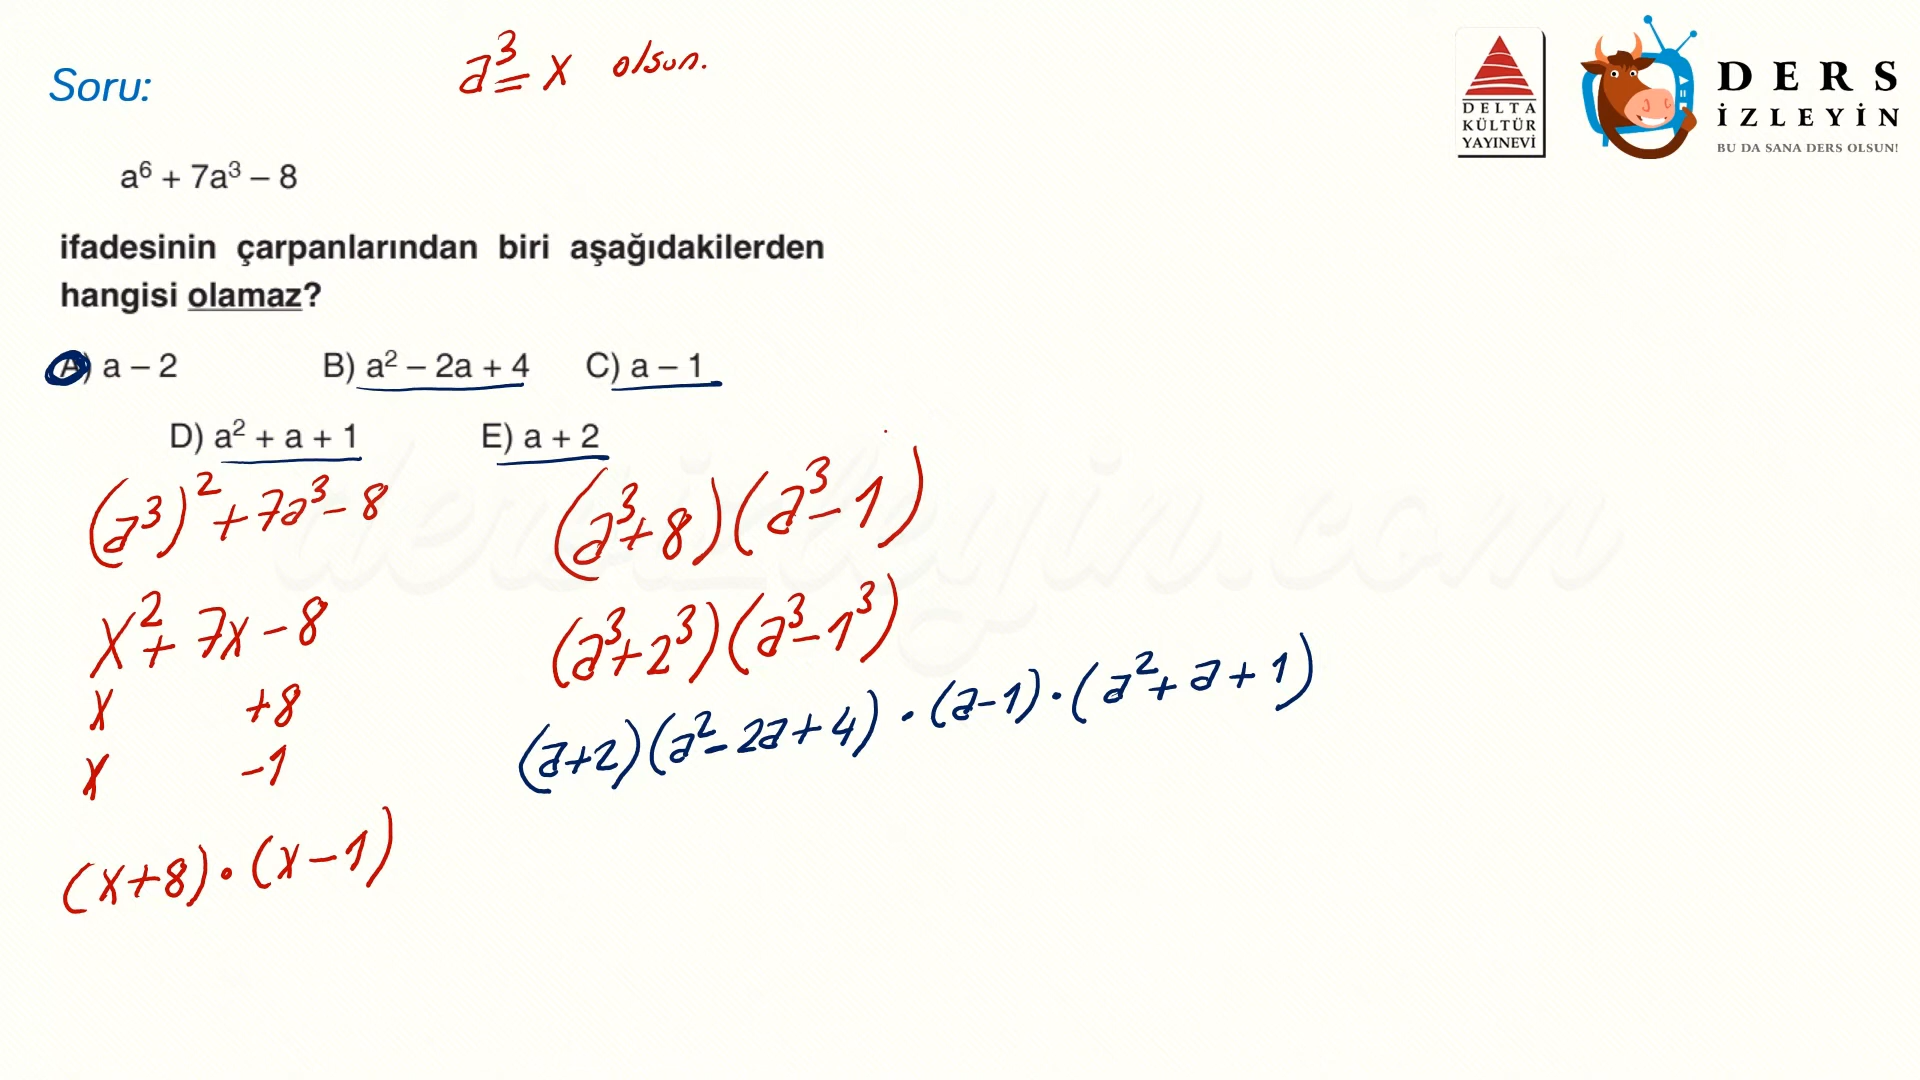 a³ = x olsun.
Soru:
DELTA
KÜLTÜR
YAYINEVİ
DERS
İZLEYİN
BU DA SANA DERS OLSUN!
a⁶ + 7a³ – 8
ifadesinin çarpanlarından biri aşağıdakilerden
hangisi olamaz?
A) a – 2 B) a² – 2a + 4 C) a – 1
D) a² + a + 1 E) a + 2
(a³)² + 7a³ - 8
x² + 7x - 8
x +8
x -1
(x+8)·(x-1)
(a³+8)(a³-1)
(a³+2³)(a³-1³)
(a+2)(a²-2a+4)·(a-1)·(a²+a+1)
dersizleyin.com